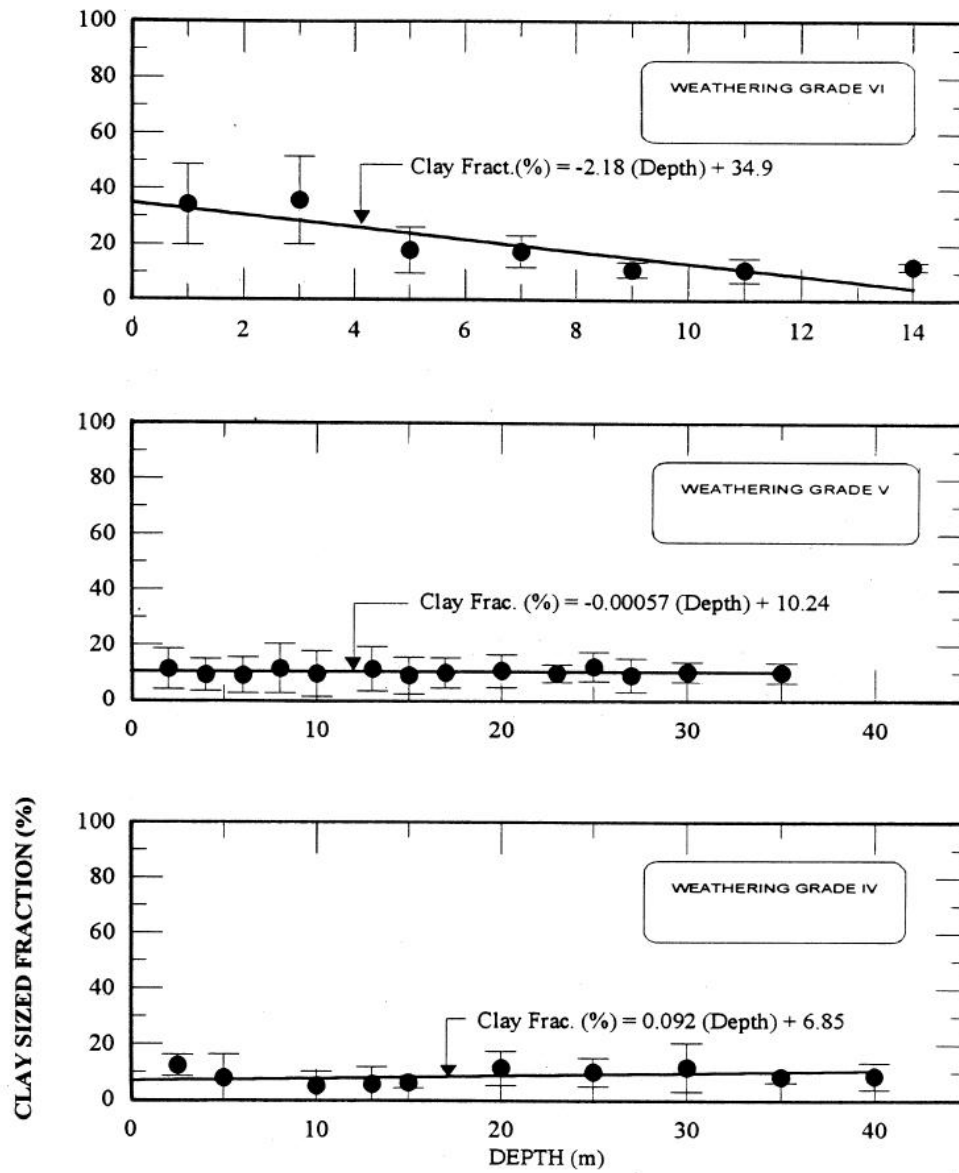 100
80
60
40
20
0
WEATHERING GRADE VI
Clay Fract.(%) = -2.18 (Depth) + 34.9
0 2 4 6 8 10 12 14
100
80
60
40
20
0
WEATHERING GRADE V
Clay Frac. (%) = -0.00057 (Depth) + 10.24
0 10 20 30 40
CLAY SIZED FRACTION (%)
100
80
60
40
20
0
WEATHERING GRADE IV
Clay Frac. (%) = 0.092 (Depth) + 6.85
0 10 20 30 40
DEPTH (m)